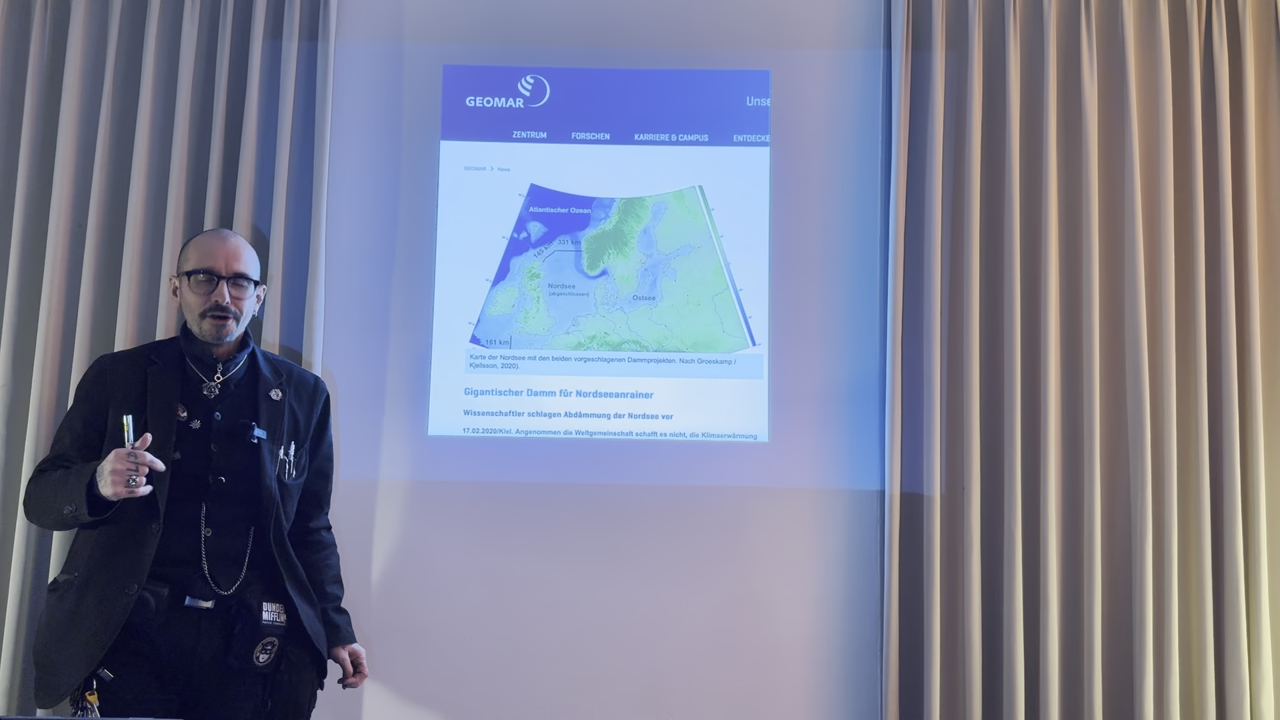 GEOMAR
Unse
ZENTRUM FORSCHEN KARRIERE & CAMPUS ENTDECKE
GEOMAR > News
Atlantischer Ozean
331 km
Nordsee
(abgeschlossen)
Ostsee
161 km
Karte der Nordsee mit den beiden vorgeschlagenen Dammprojekten. Nach Groeskamp /
Kjellsson, 2020).
Gigantischer Damm für Nordseeanrainer
Wissenschaftler schlagen Abdämmung der Nordsee vor
17.02.2020/Kiel. Angenommen die Weltgemeinschaft schafft es nicht, die Klimaerwärmung
DUNDER
MIFFLIN